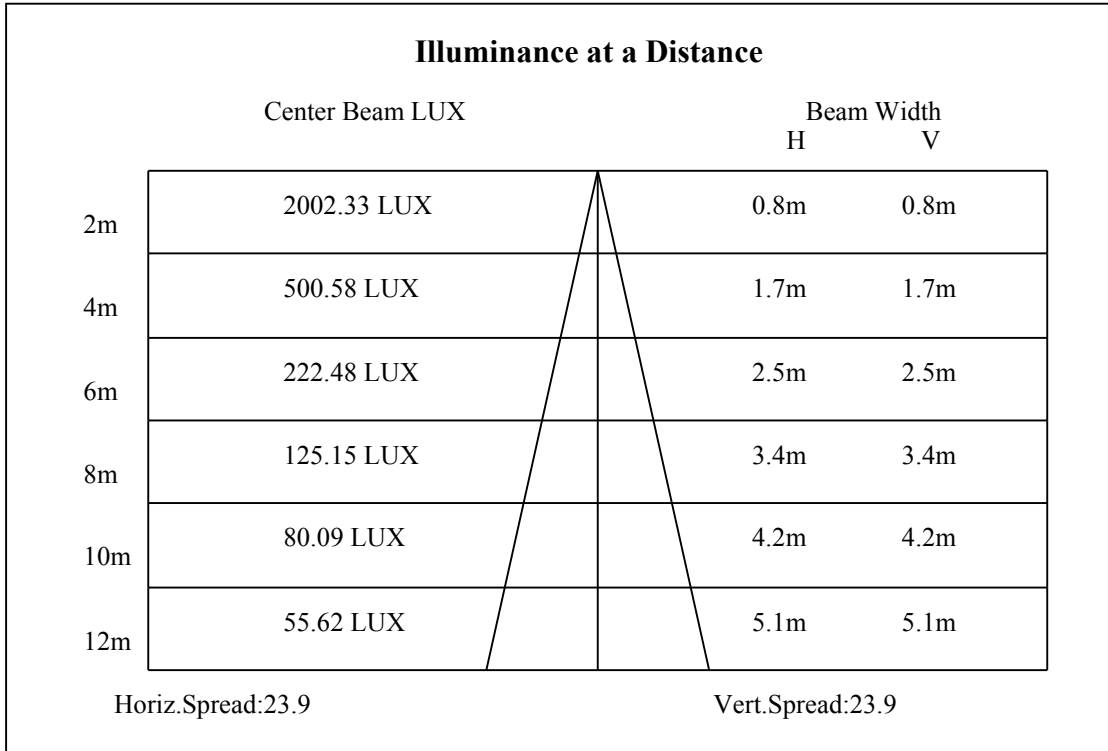 Illuminance at a Distance
Center Beam LUX Beam Width
H V
2m 2002.33 LUX 0.8m 0.8m
4m 500.58 LUX 1.7m 1.7m
6m 222.48 LUX 2.5m 2.5m
8m 125.15 LUX 3.4m 3.4m
10m 80.09 LUX 4.2m 4.2m
12m 55.62 LUX 5.1m 5.1m
Horiz.Spread:23.9 Vert.Spread:23.9